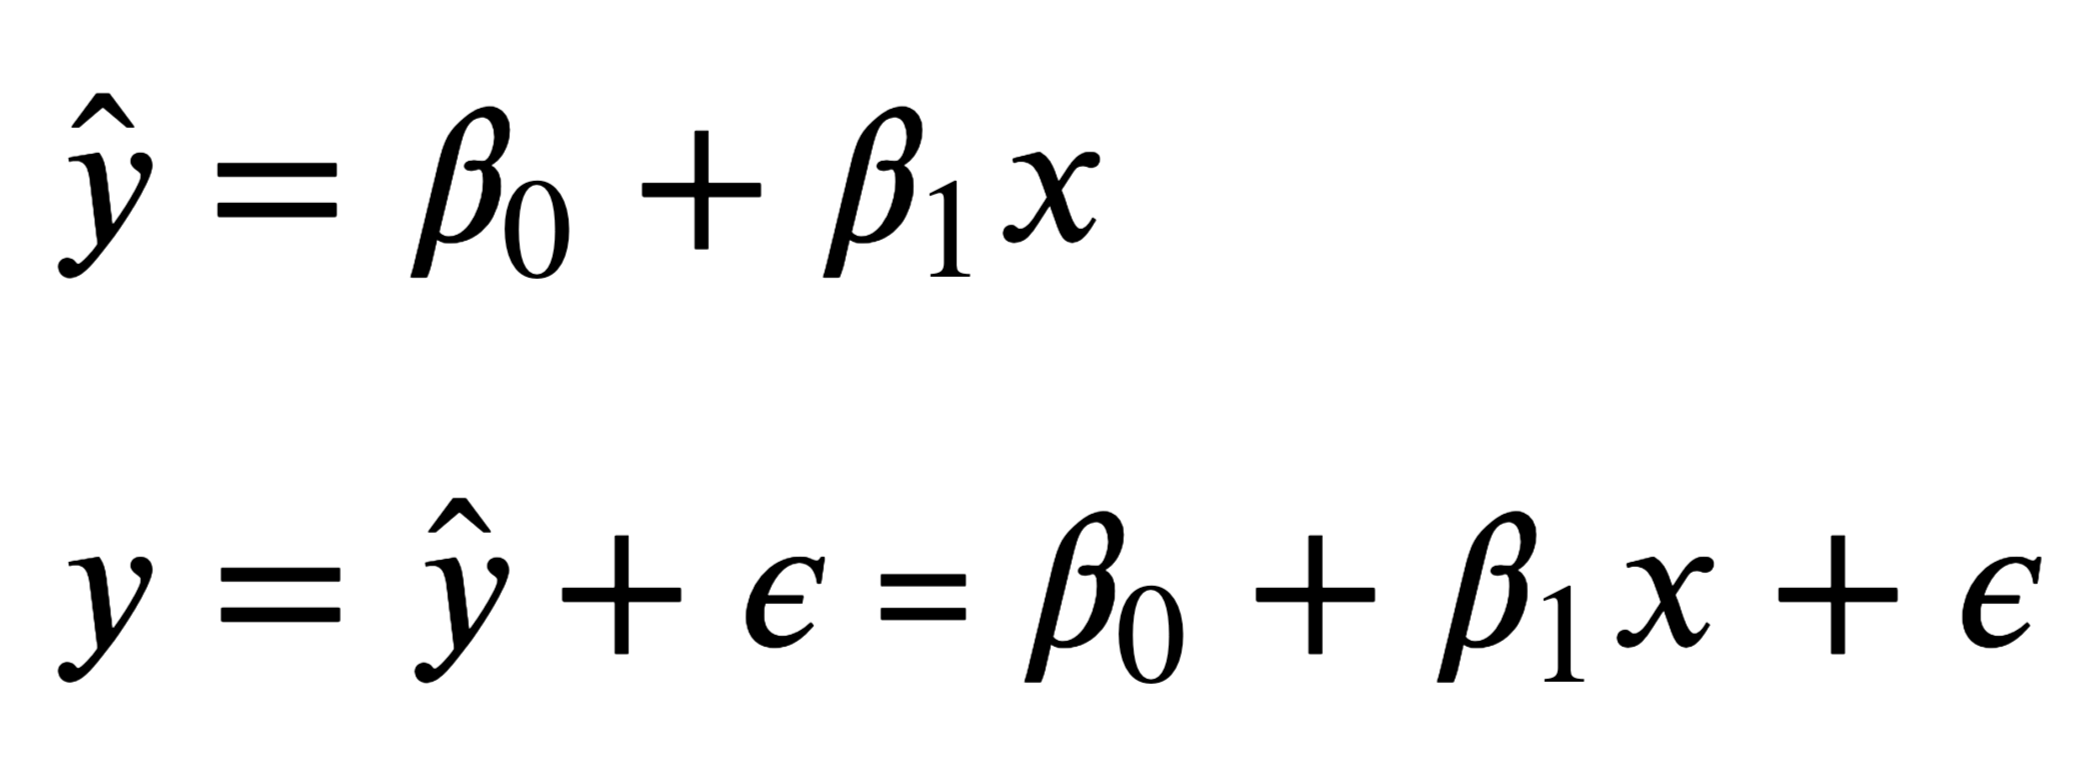 ŷ = β₀ + β₁x
y = ŷ + ϵ = β₀ + β₁x + ϵ